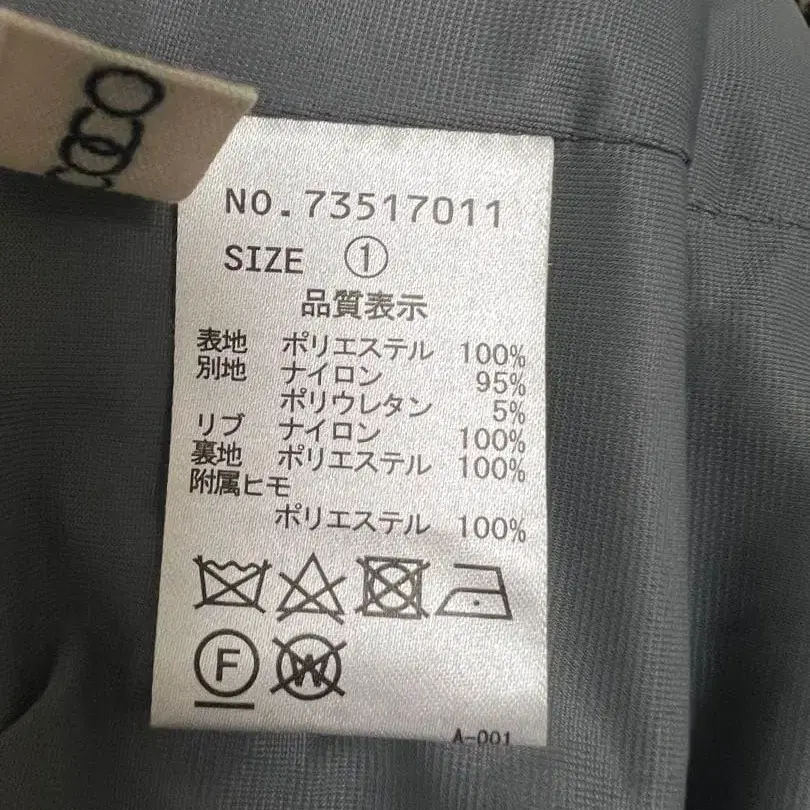 NO.73517011
SIZE ①
品質表示
表地 ポリエステル 100%
別地 ナイロン 95%
ポリウレタン 5%
リブ ナイロン 100%
裏地 ポリエステル 100%
附属ヒモ
ポリエステル 100%
F
W
A-001